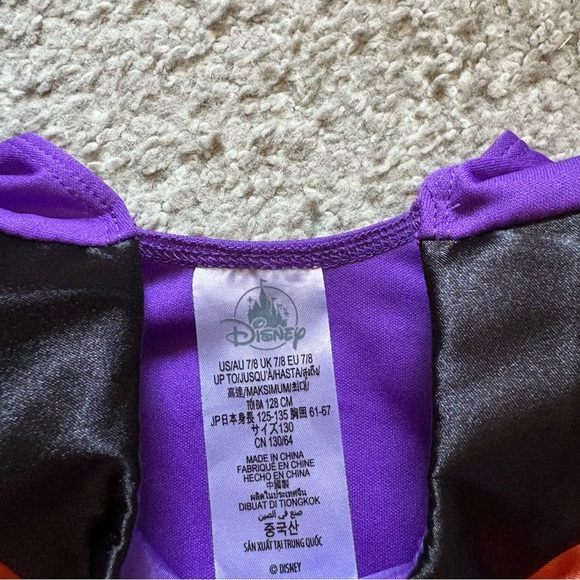 Disney
US/AU 7/8 UK 7/8 EU 7/8
UP TO/JUSQU'À/HASTA/สูงถึง/
高達/MAKSIMUM/최대/
TỐI ĐA 128 CM
JP日本身長 125-135 胸囲 61-67
サイズ130
CN 130/64
MADE IN CHINA
FABRIQUÉ EN CHINE
HECHO EN CHINA
中國製
ผลิตในประเทศจีน
DIBUAT DI TIONGKOK
صنع في الصين
중국산
SẢN XUẤT TẠI TRUNG QUỐC
© DISNEY